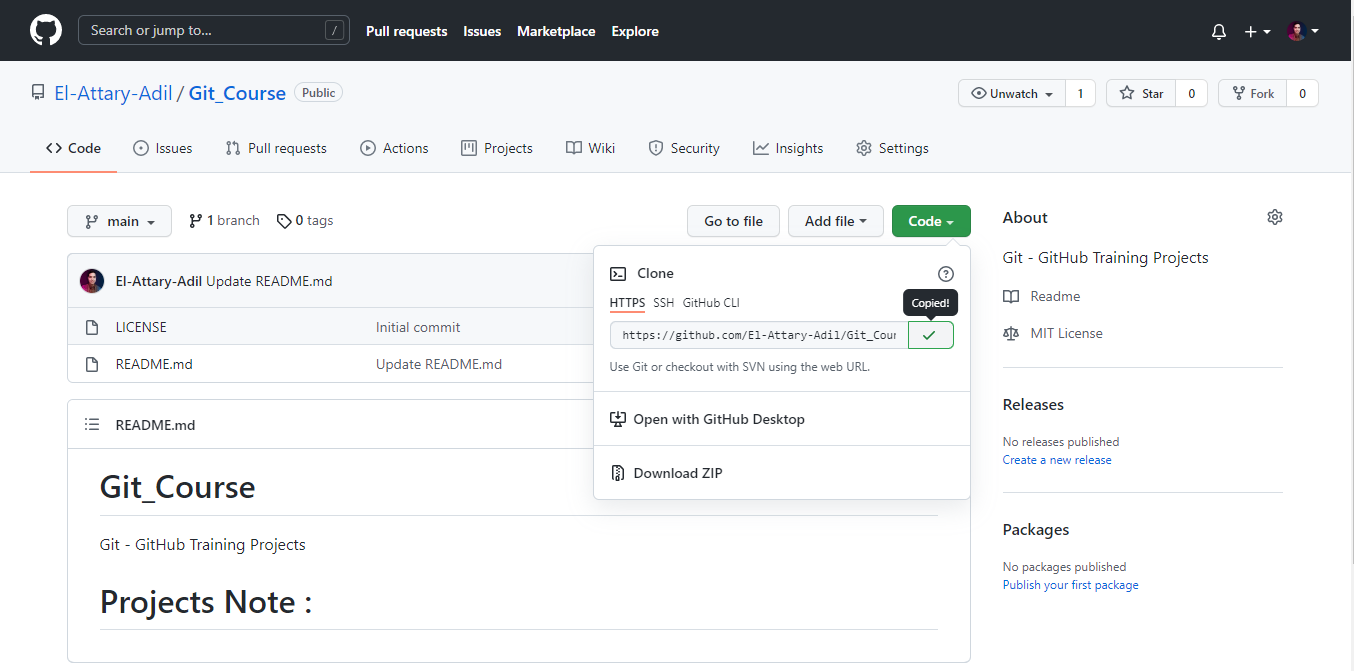 Search or jump to... /
Pull requests Issues Marketplace Explore
El-Attary-Adil / Git_Course Public
Unwatch 1 Star 0 Fork 0
Code Issues Pull requests Actions Projects Wiki Security Insights Settings
main 1 branch 0 tags
Go to file Add file Code
El-Attary-Adil Update README.md
LICENSE Initial commit
README.md Update README.md
Clone
HTTPS SSH GitHub CLI
Copied!
https://github.com/El-Attary-Adil/Git_Cour
Use Git or checkout with SVN using the web URL.
Open with GitHub Desktop
Download ZIP
README.md
Git_Course
Git - GitHub Training Projects
Projects Note :
About
Git - GitHub Training Projects
Readme
MIT License
Releases
No releases published
Create a new release
Packages
No packages published
Publish your first package